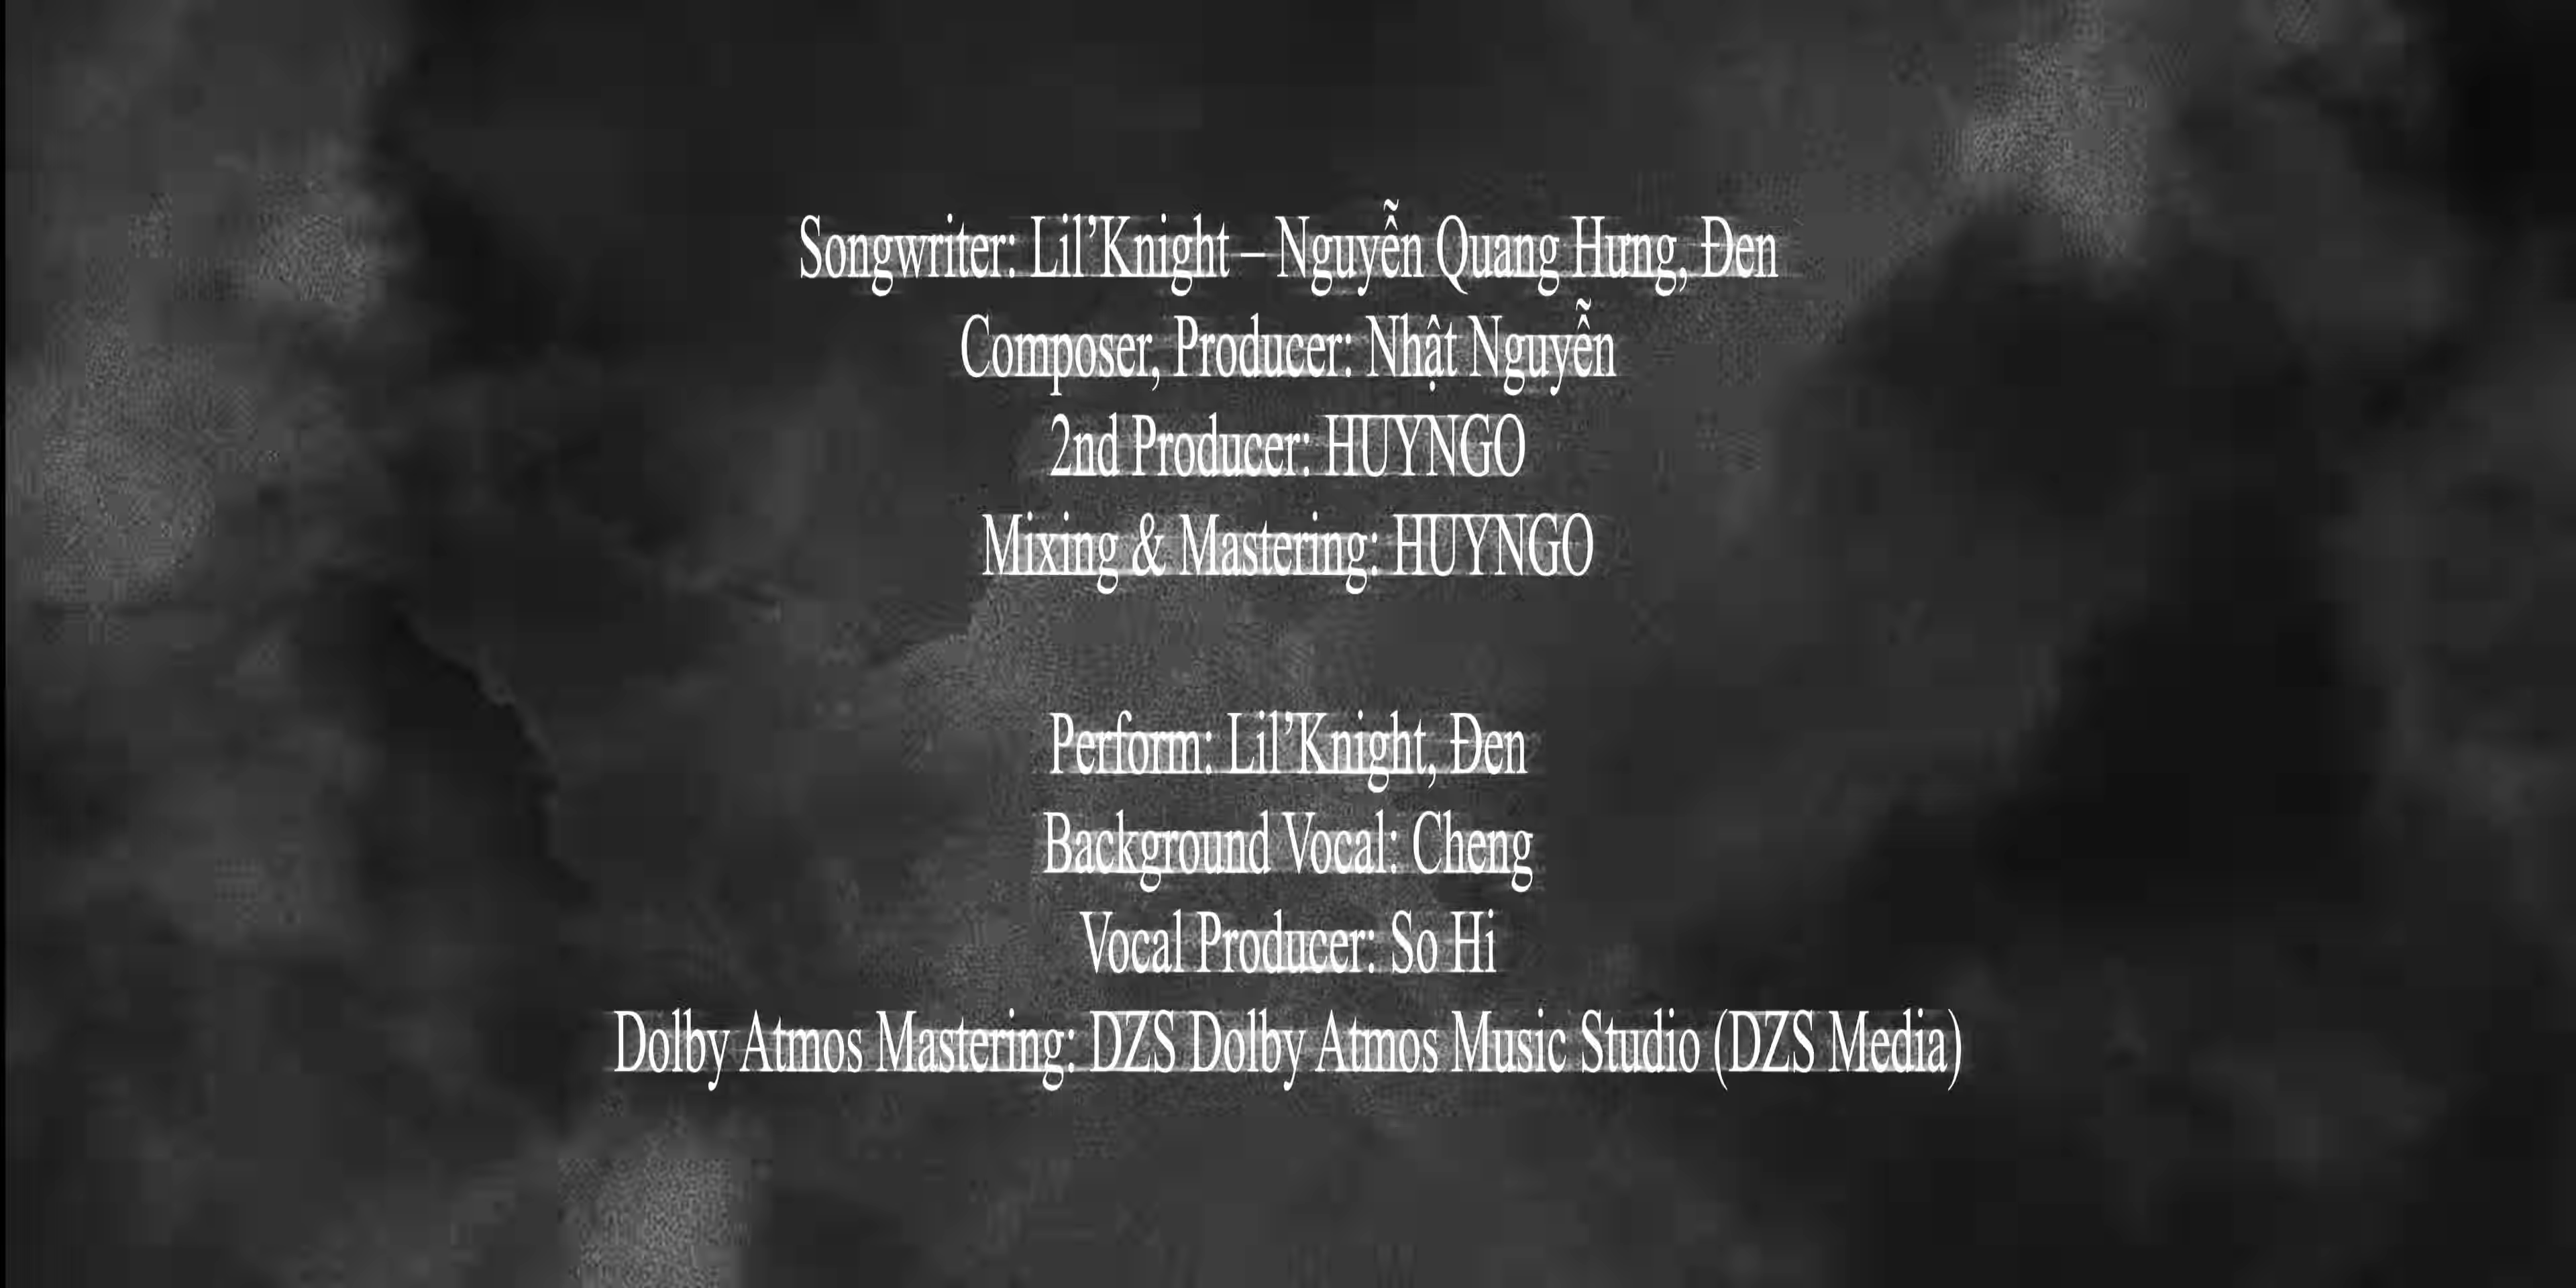 Songwriter: Lil’Knight – Nguyễn Quang Hưng, Đen
Composer, Producer: Nhật Nguyễn
2nd Producer: HUYNGO
Mixing & Mastering: HUYNGO
Perform: Lil’Knight, Đen
Background Vocal: Cheng
Vocal Producer: So Hi
Dolby Atmos Mastering: DZS Dolby Atmos Music Studio (DZS Media)